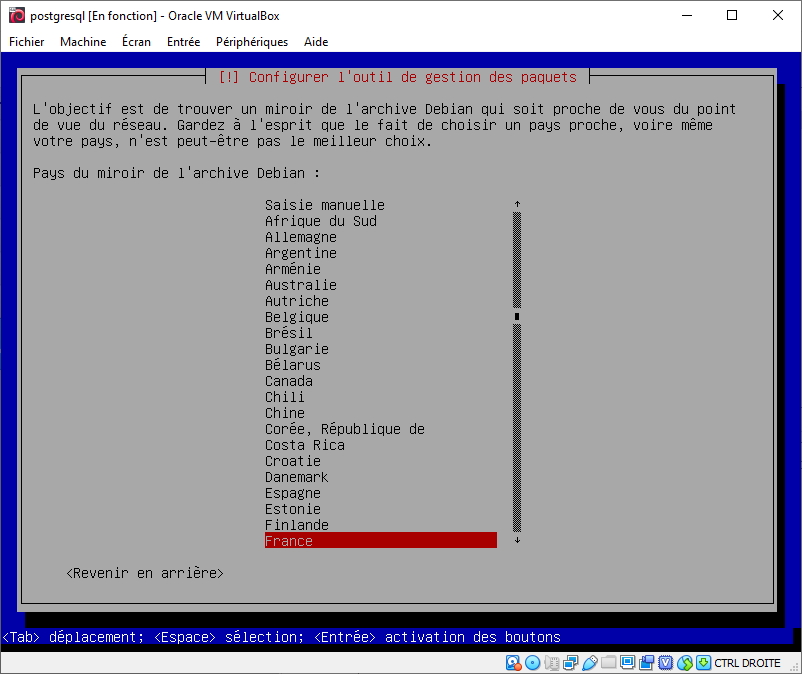 postgresql [En fonction] - Oracle VM VirtualBox
Fichier Machine Écran Entrée Périphériques Aide
[!] Configurer l'outil de gestion des paquets
L'objectif est de trouver un miroir de l'archive Debian qui soit proche de vous du point
de vue du réseau. Gardez à l'esprit que le fait de choisir un pays proche, voire même
votre pays, n'est peut-être pas le meilleur choix.
Pays du miroir de l'archive Debian :
Saisie manuelle
Afrique du Sud
Allemagne
Argentine
Arménie
Australie
Autriche
Belgique
Brésil
Bulgarie
Bélarus
Canada
Chili
Chine
Corée, République de
Costa Rica
Croatie
Danemark
Espagne
Estonie
Finlande
France
<Revenir en arrière>
<Tab> déplacement; <Espace> sélection; <Entrée> activation des boutons
CTRL DROITE